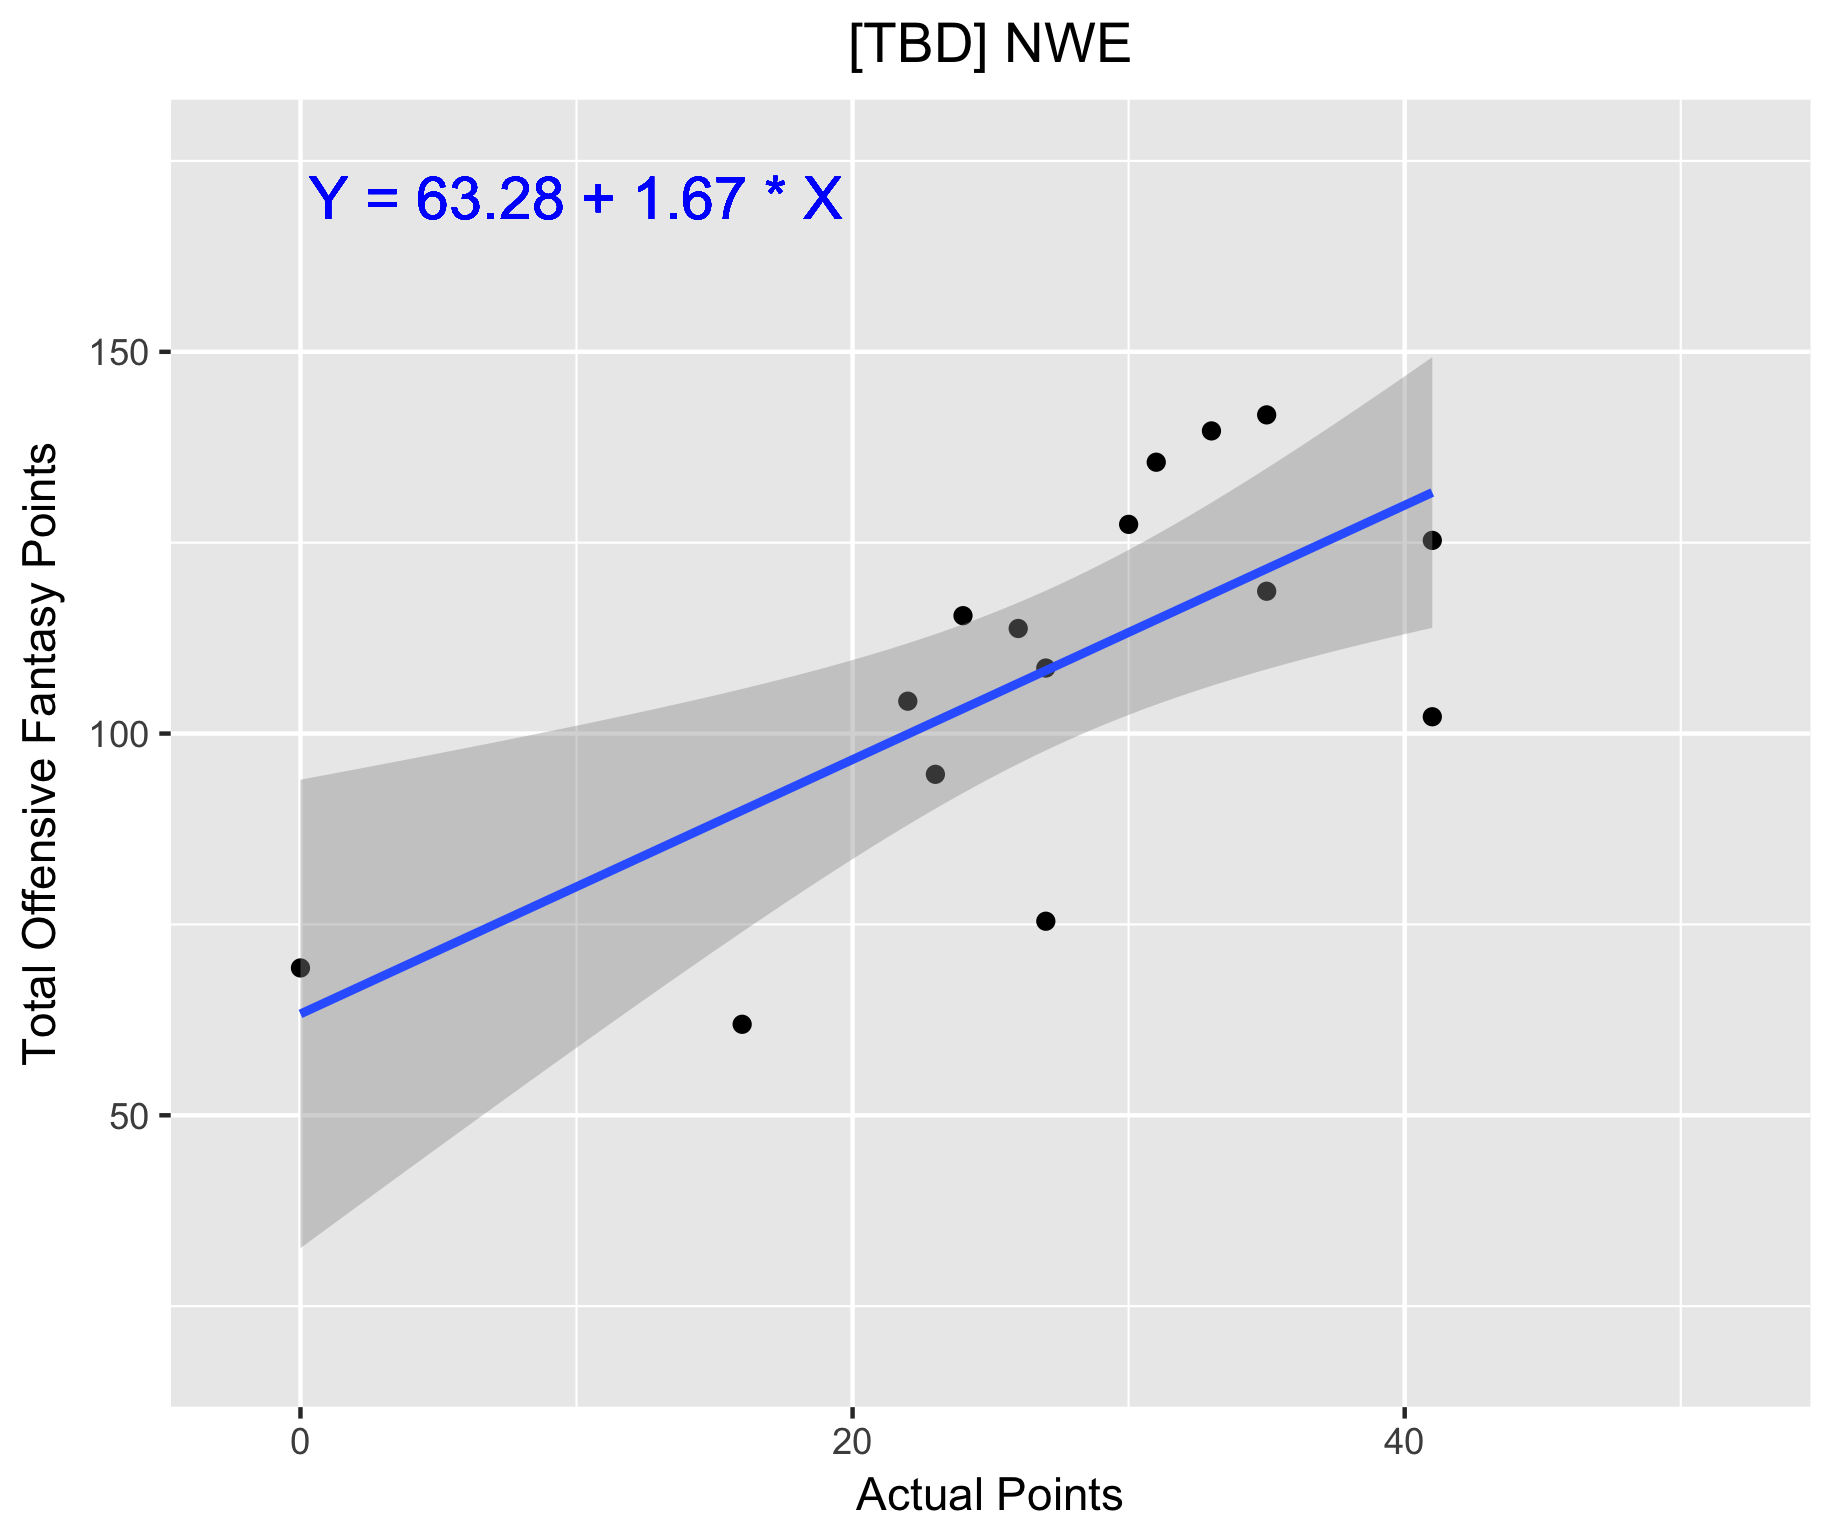 [TBD] NWE
Y = 63.28 + 1.67 * X
Total Offensive Fantasy Points
150
100
50
0
20
40
Actual Points